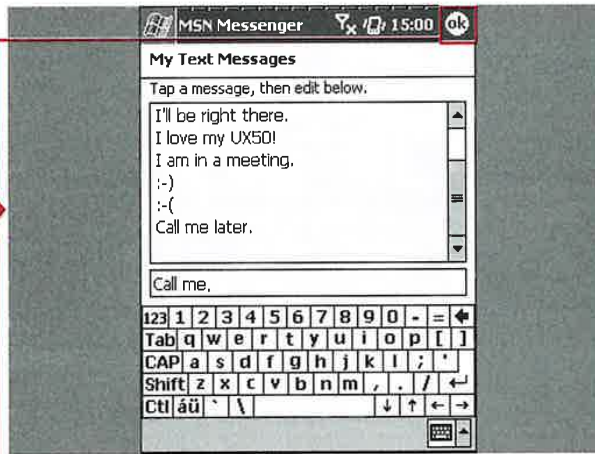 MSN Messenger 15:00 ok
My Text Messages
Tap a message, then edit below.
I'll be right there.
I love my UX50!
I am in a meeting.
:-)
:-(
Call me later.
Call me.
123 1 2 3 4 5 6 7 8 9 0 - =
Tab q w e r t y u i o p [ ]
CAP a s d f g h j k l ; '
Shift z x c v b n m , . /
Ctl áü ` \